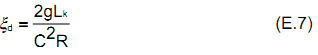 ξd = 2gLk / C²R (E.7)